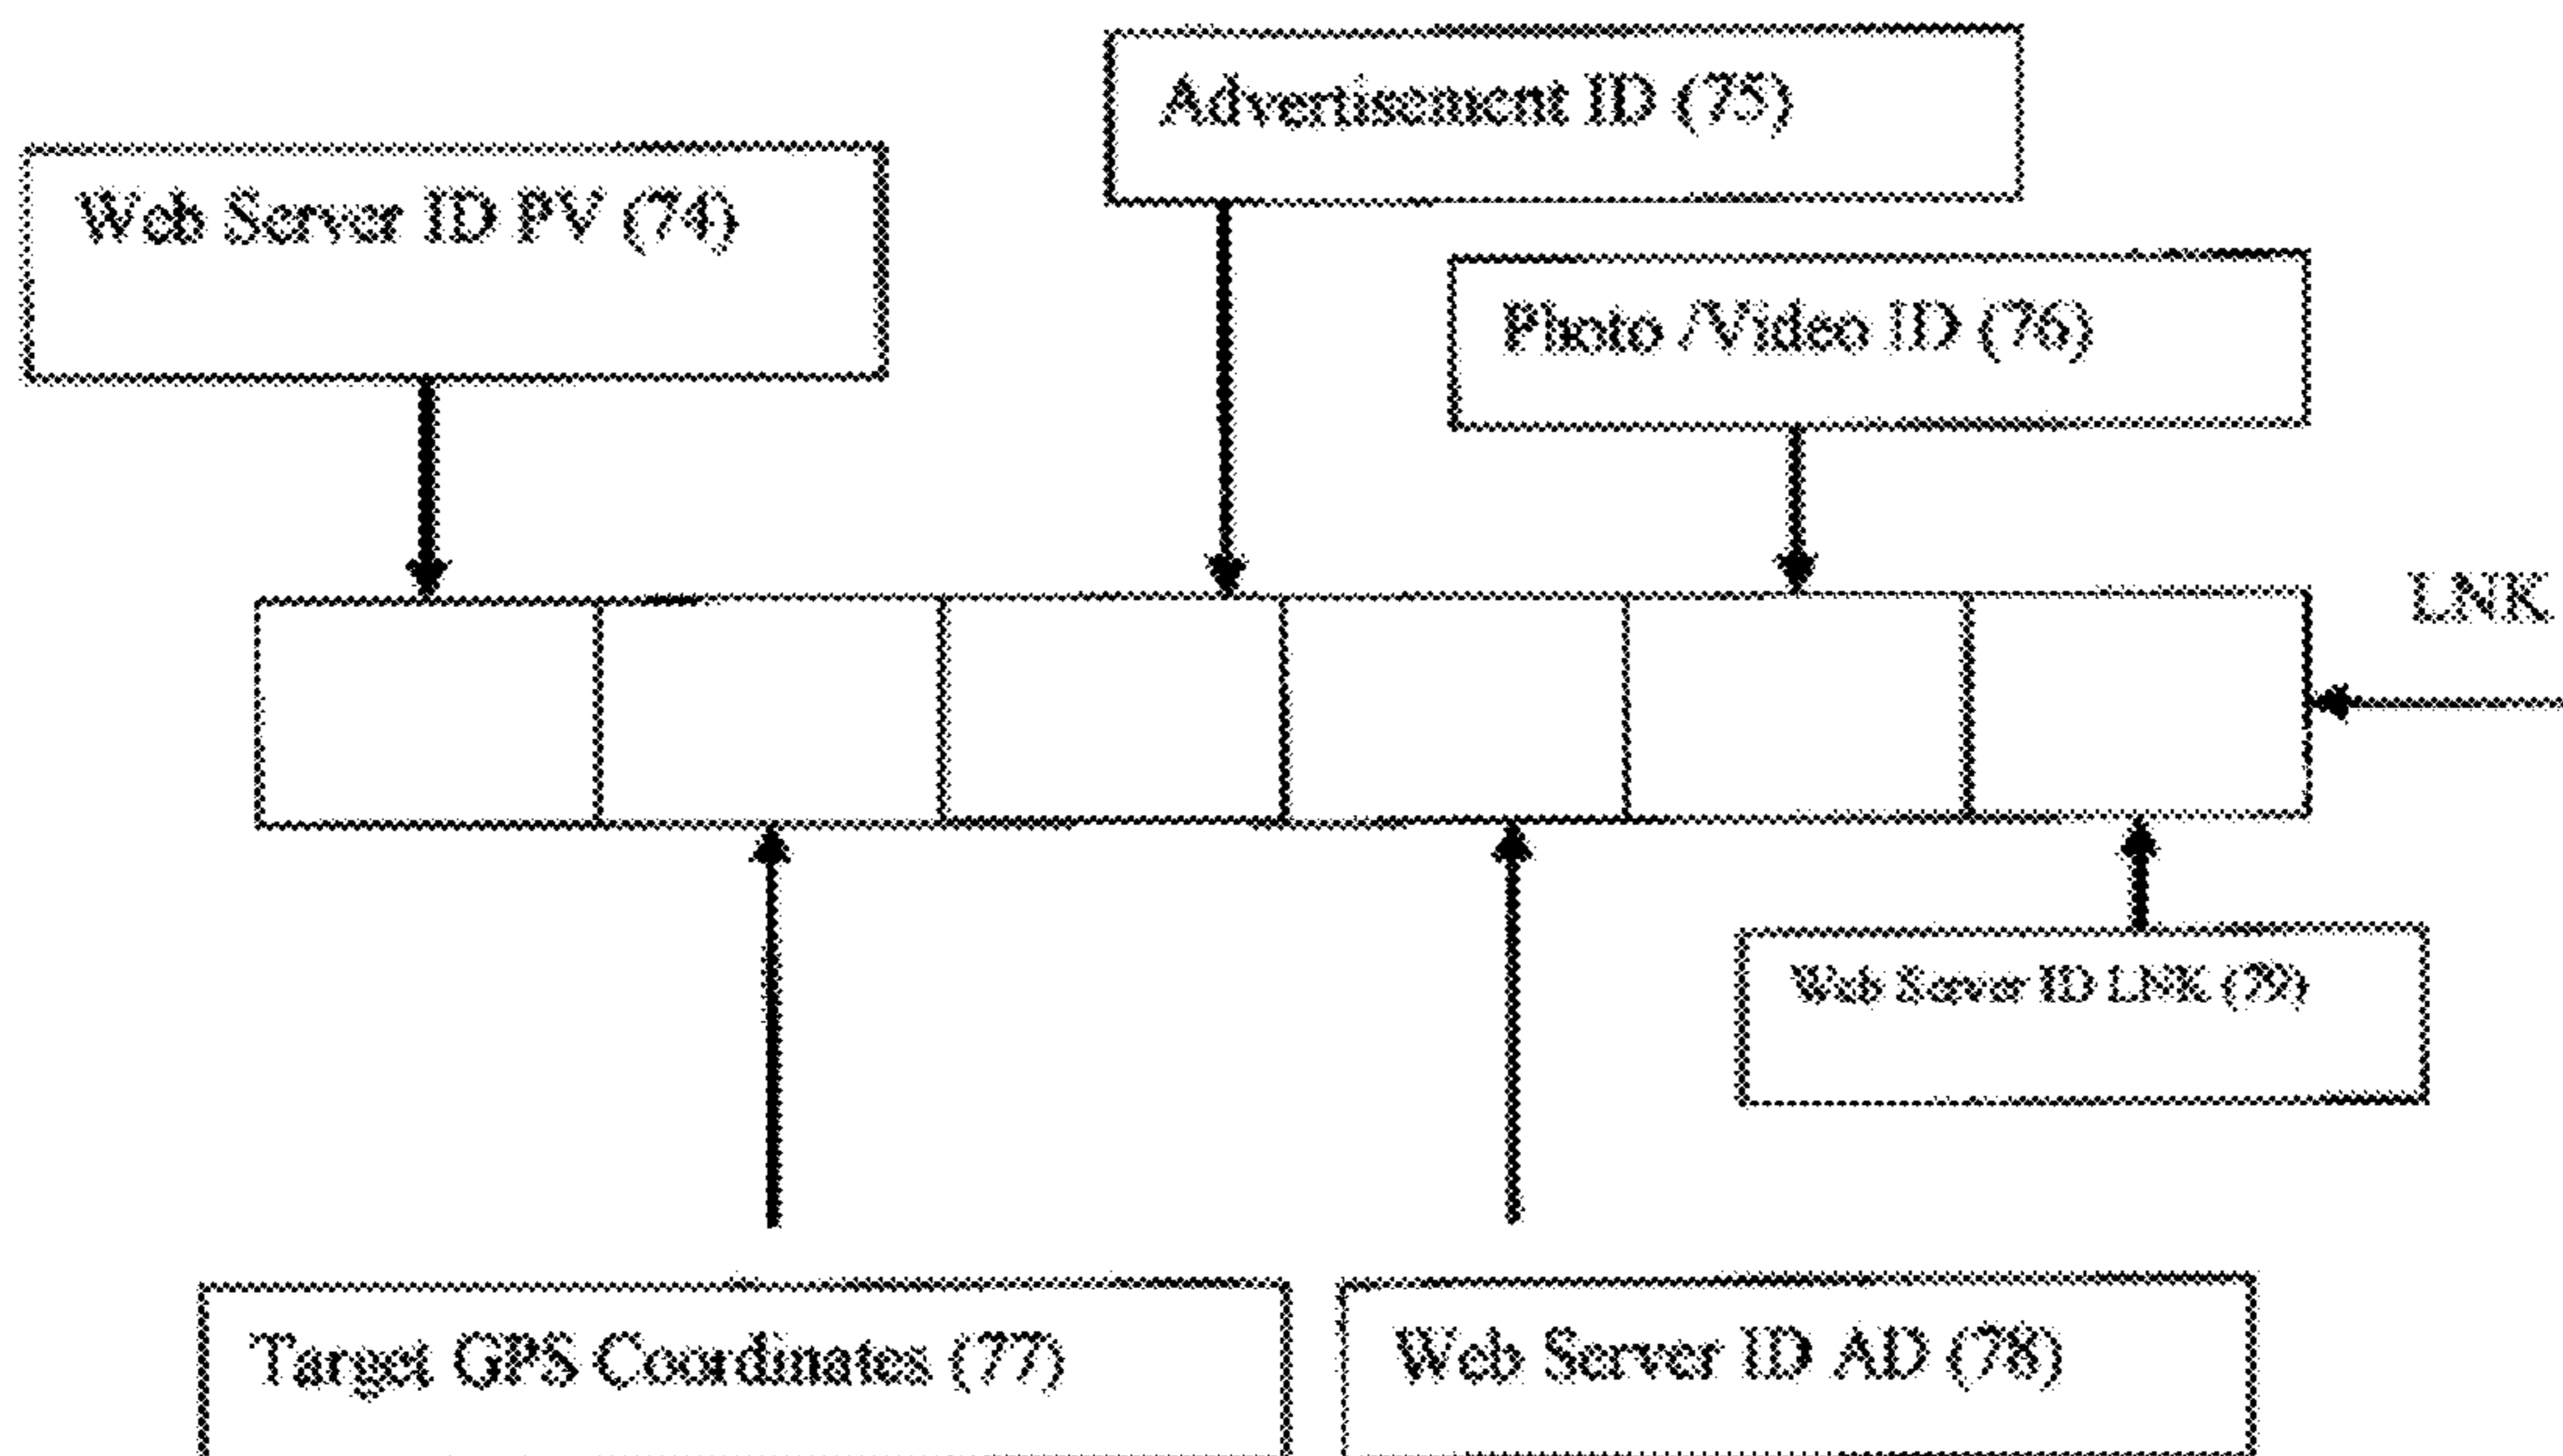 Advertisement ID (75)
Web Server ID PV (74)
Photo /Video ID (76)
LNK
Web Server ID LNK (79)
Target GPS Coordinates (77)
Web Server ID AD (78)